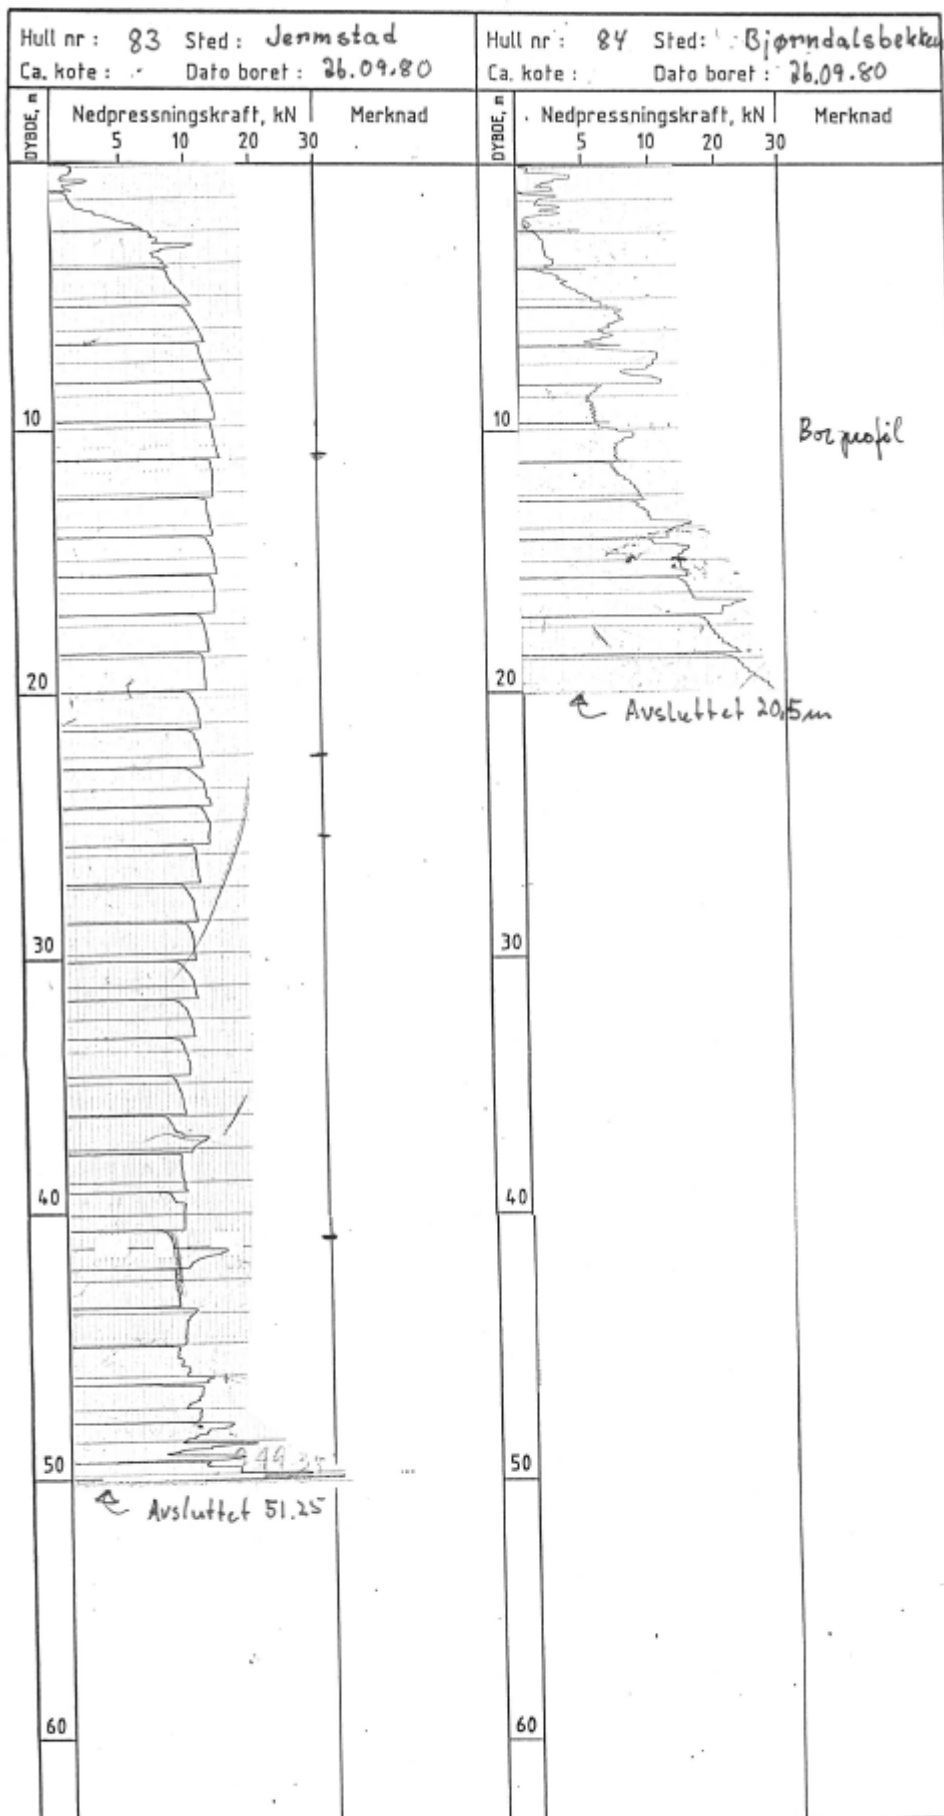 Hull nr : 83 Sted : Jermstad
Ca. kote : Dato boret : 26.09.80
DYBDE, m
Nedpressningskraft, kN
Merknad
5 10 20 30
10
20
30
40
50
Avsluttet 51.25
60
Hull nr : 84 Sted : Bjørndalsbekken
Ca. kote : Dato boret : 26.09.80
DYBDE, m
Nedpressningskraft, kN
Merknad
5 10 20 30
10
Borprofil
20
Avsluttet 20,5m
30
40
50
60